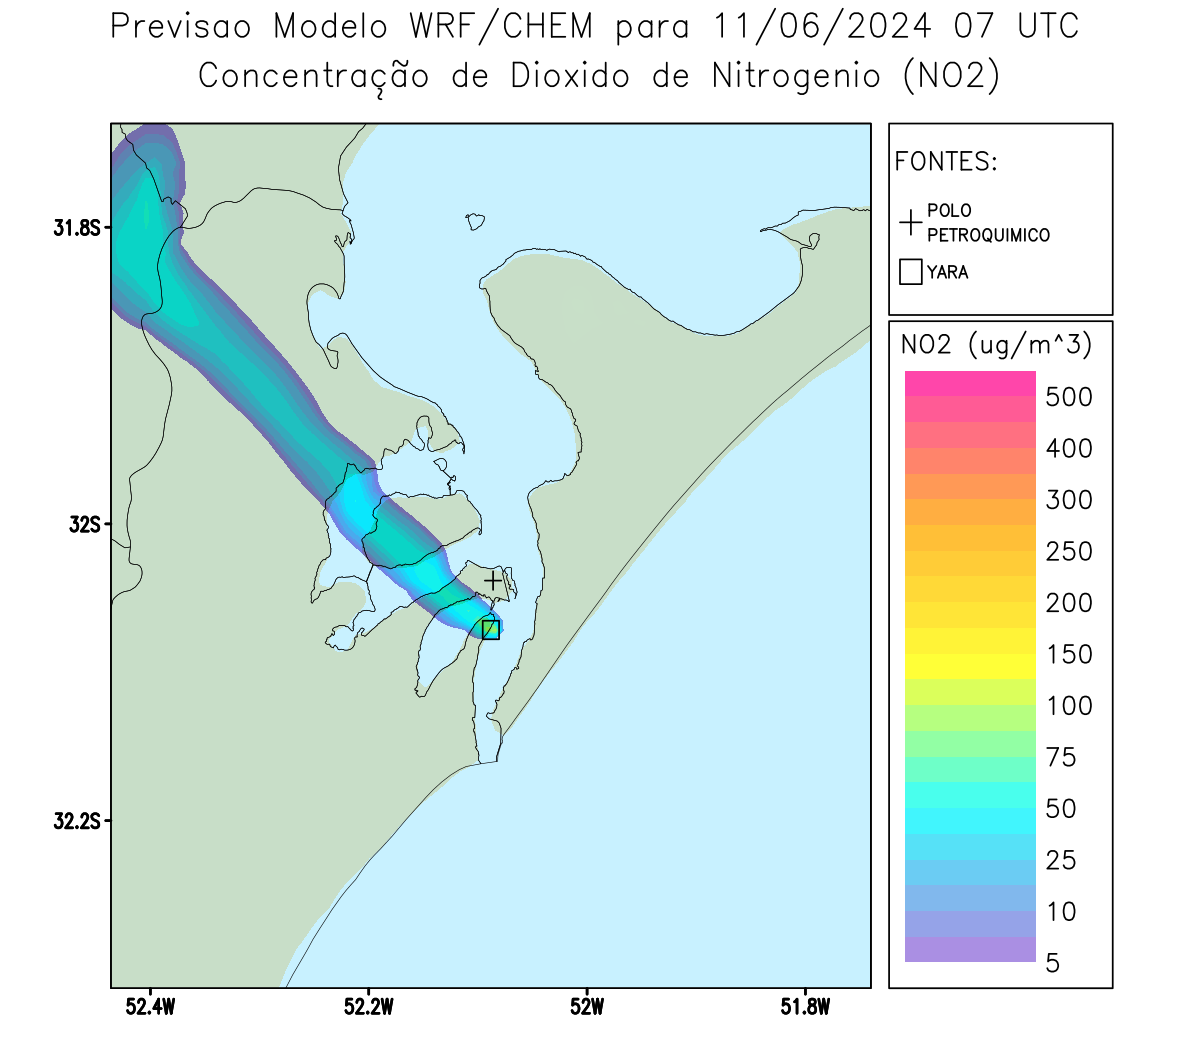 Previsao Modelo WRF/CHEM para 11/06/2024 07 UTC
Concentração de Dioxido de Nitrogenio (NO2)
FONTES:
POLO
PETROQUIMICO
YARA
NO2 (ug/m^3)
500
400
300
250
200
150
100
75
50
25
10
5
31.8S
32S
32.2S
52.4W
52.2W
52W
51.8W